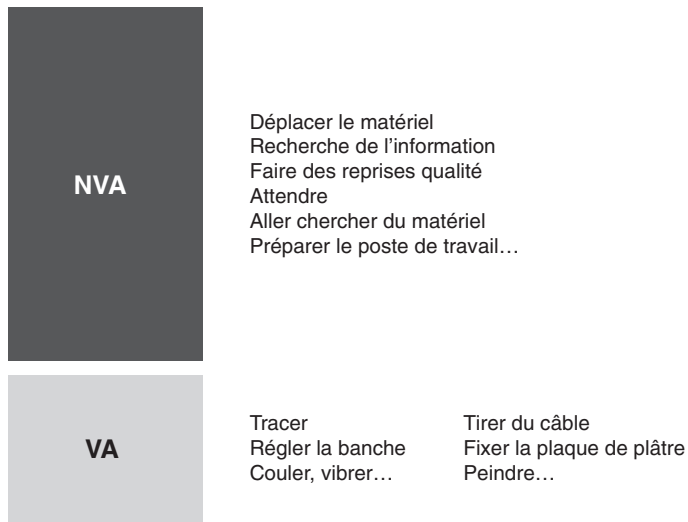 NVA
Déplacer le matériel
Recherche de l’information
Faire des reprises qualité
Attendre
Aller chercher du matériel
Préparer le poste de travail…
VA
Tracer
Régler la banche
Couler, vibrer…
Tirer du câble
Fixer la plaque de plâtre
Peindre…